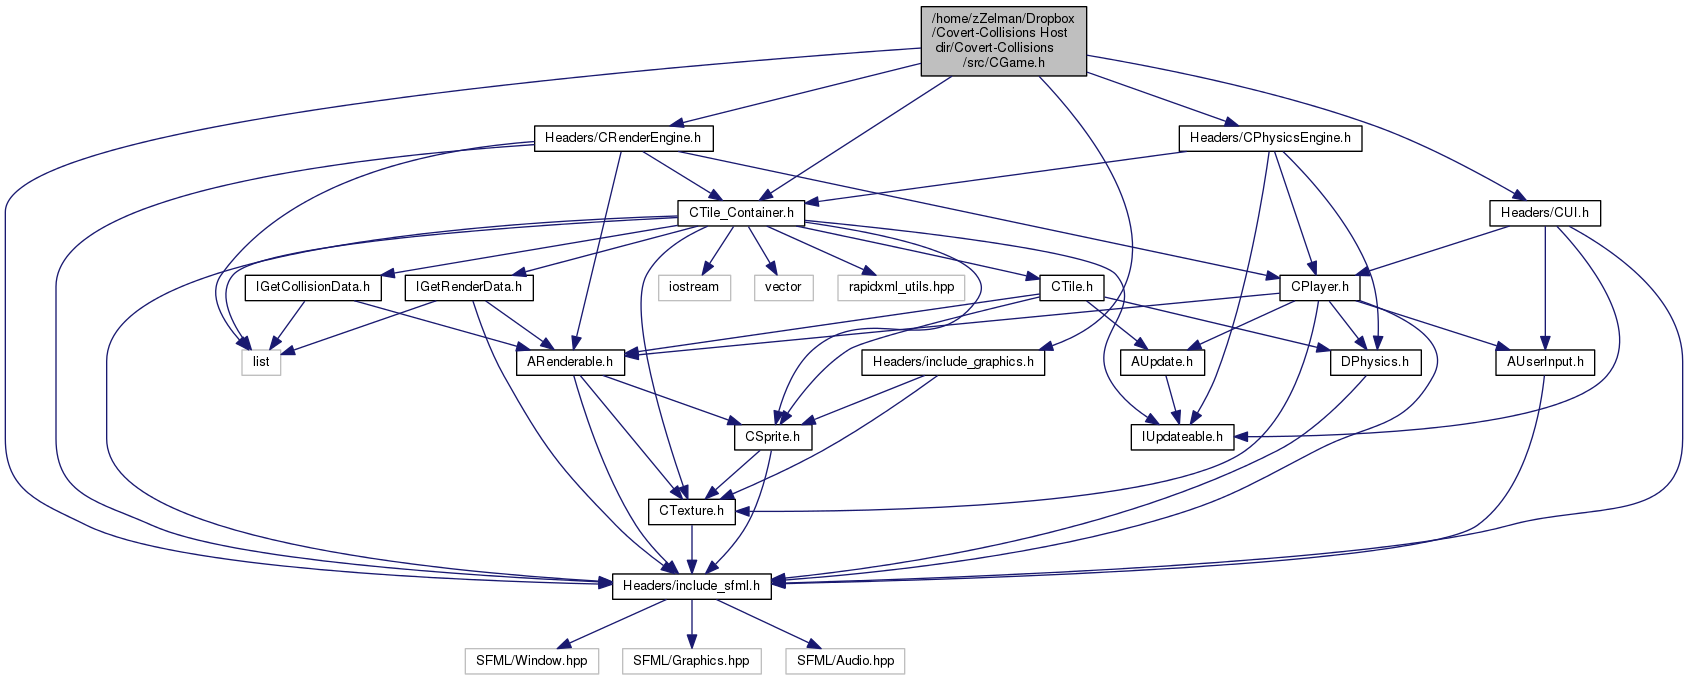 /home/zZelman/Dropbox
/Covert-Collisions Host
dir/Covert-Collisions
/src/CGame.h
Headers/CRenderEngine.h
Headers/CPhysicsEngine.h
CTile_Container.h
Headers/CUI.h
IGetCollisionData.h
IGetRenderData.h
iostream
vector
rapidxml_utils.hpp
CTile.h
CPlayer.h
list
ARenderable.h
Headers/include_graphics.h
AUpdate.h
DPhysics.h
AUserInput.h
CSprite.h
IUpdateable.h
CTexture.h
Headers/include_sfml.h
SFML/Window.hpp
SFML/Graphics.hpp
SFML/Audio.hpp